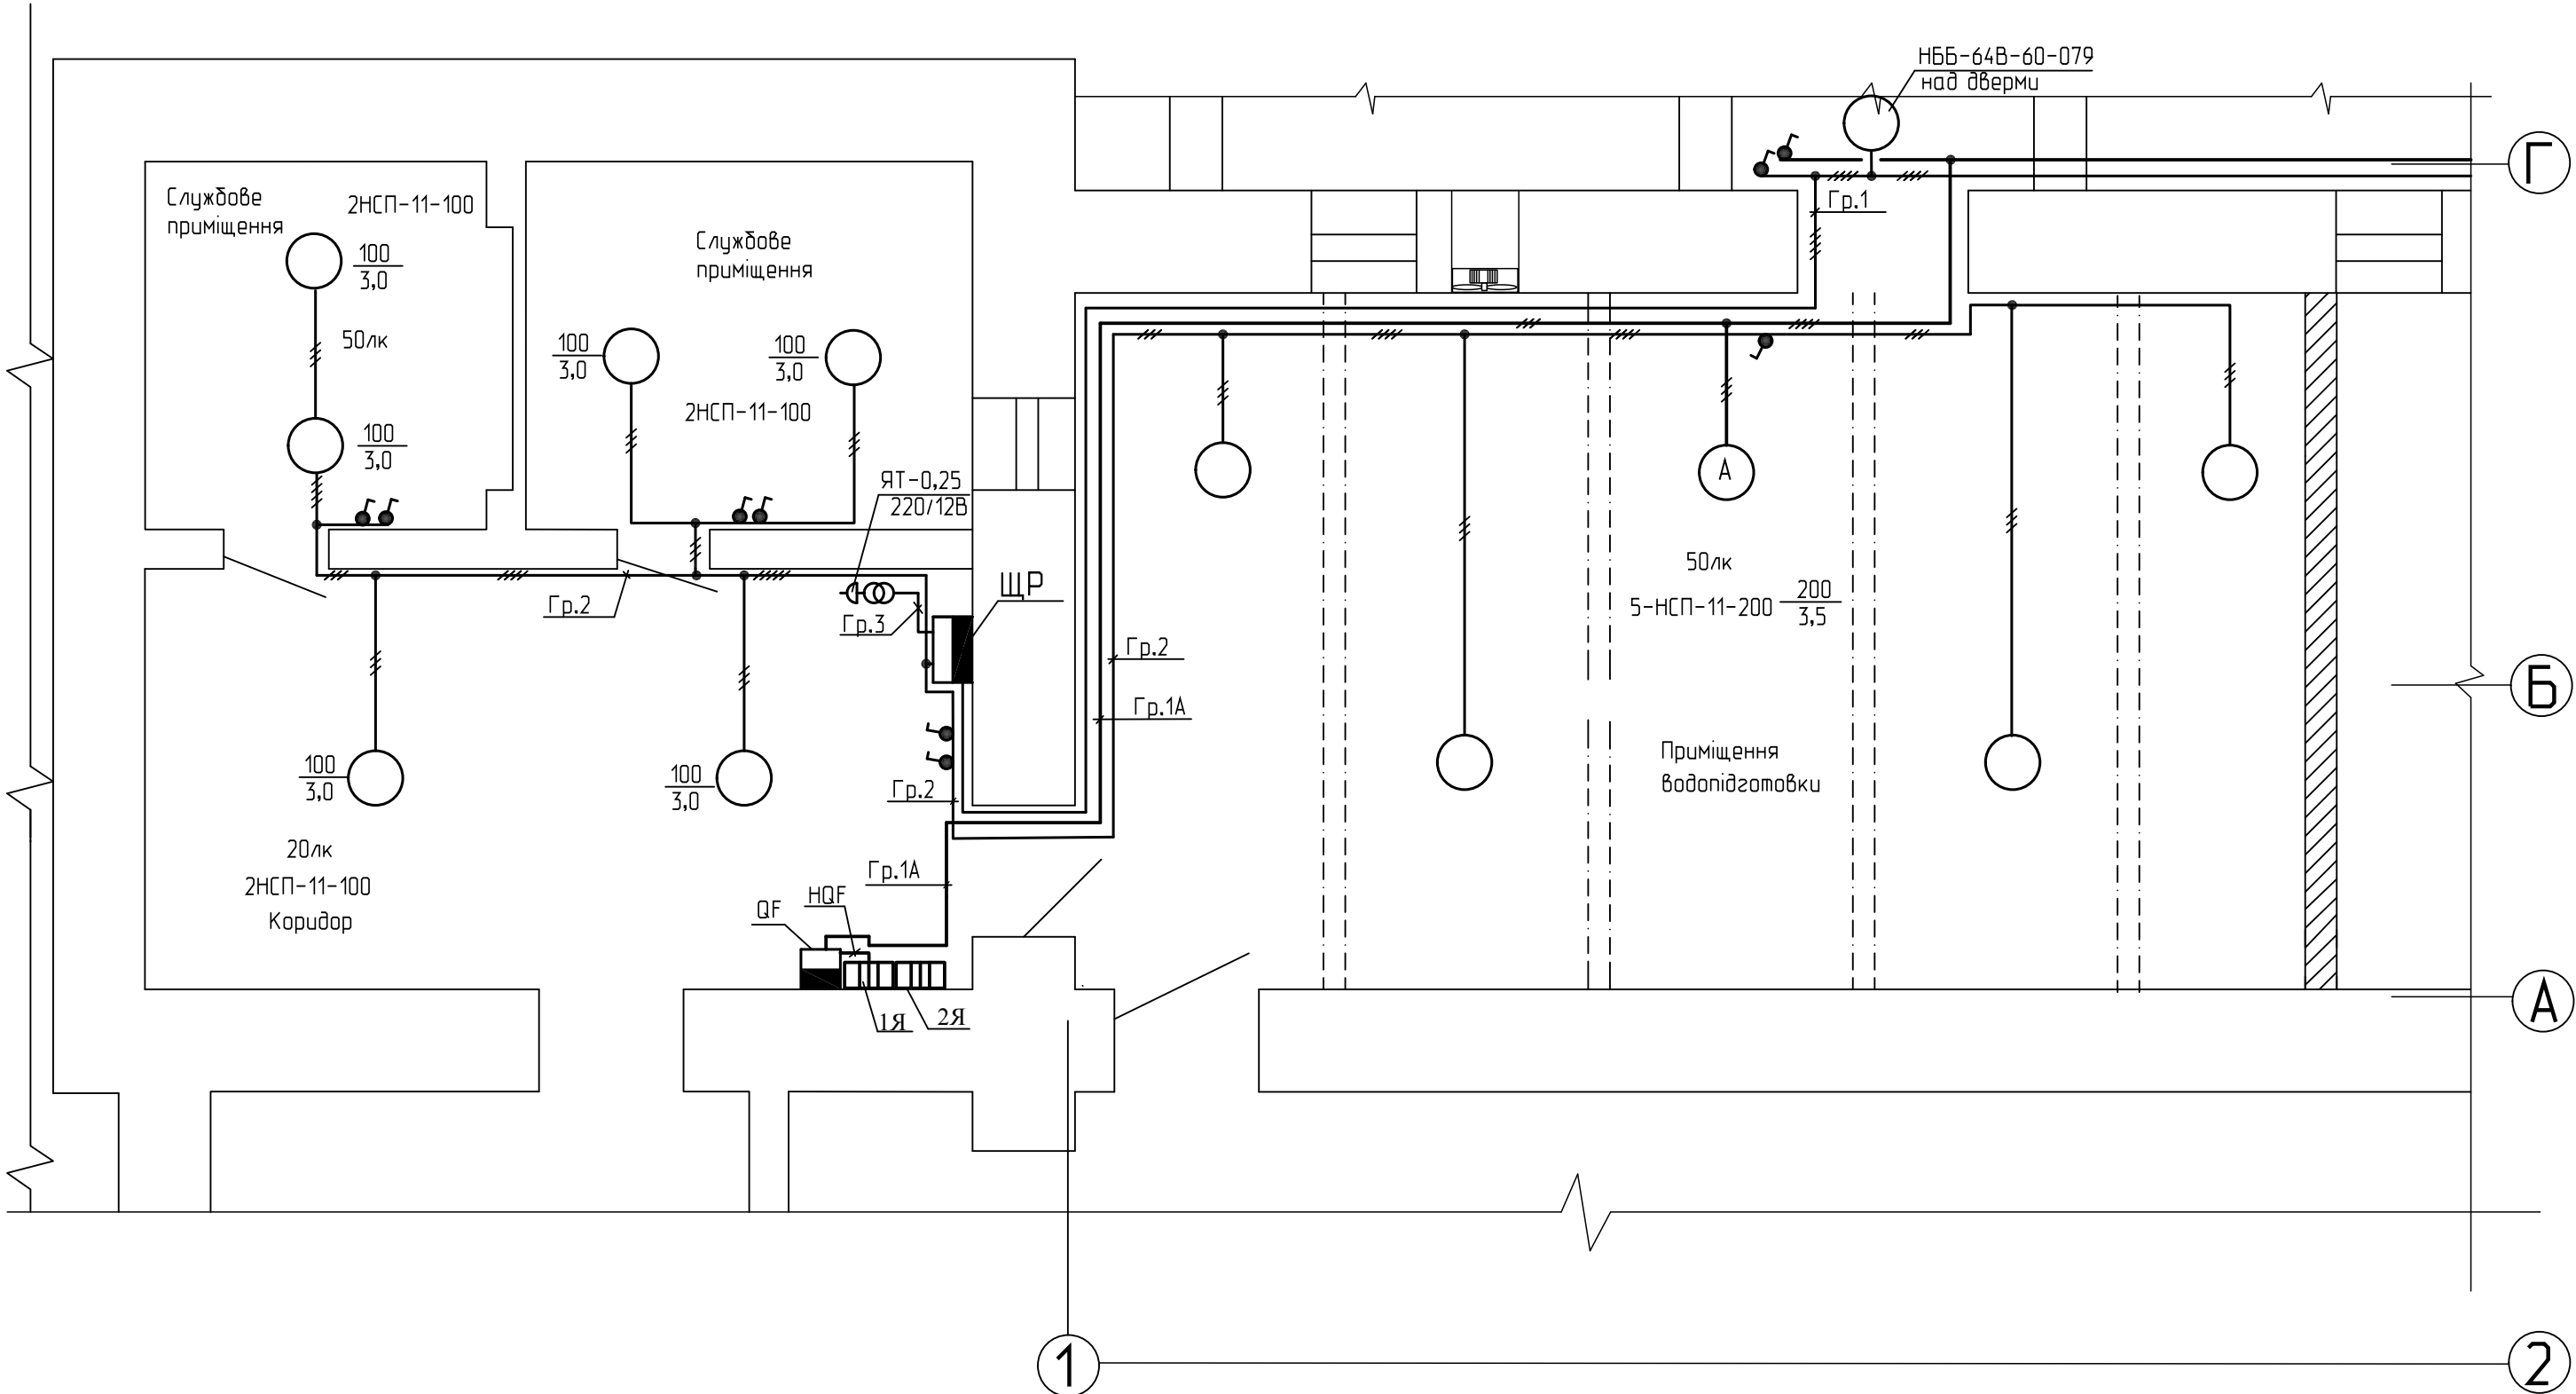 НББ-64В-60-079
над дверми
Г
Службове
приміщення
2НСП-11-100
100
3,0
50лк
100
3,0
Службове
приміщення
100
3,0
100
3,0
2НСП-11-100
Гр.1
ЯТ-0,25
220/12В
ЩР
Гр.2
Гр.3
Гр.2
Гр.1А
А
50лк
5-НСП-11-200
200
3,5
Приміщення
водопідготовки
Б
100
3,0
100
3,0
Гр.2
20лк
2НСП-11-100
Коридор
Гр.1А
QF
HQF
1Я
2Я
А
1
2